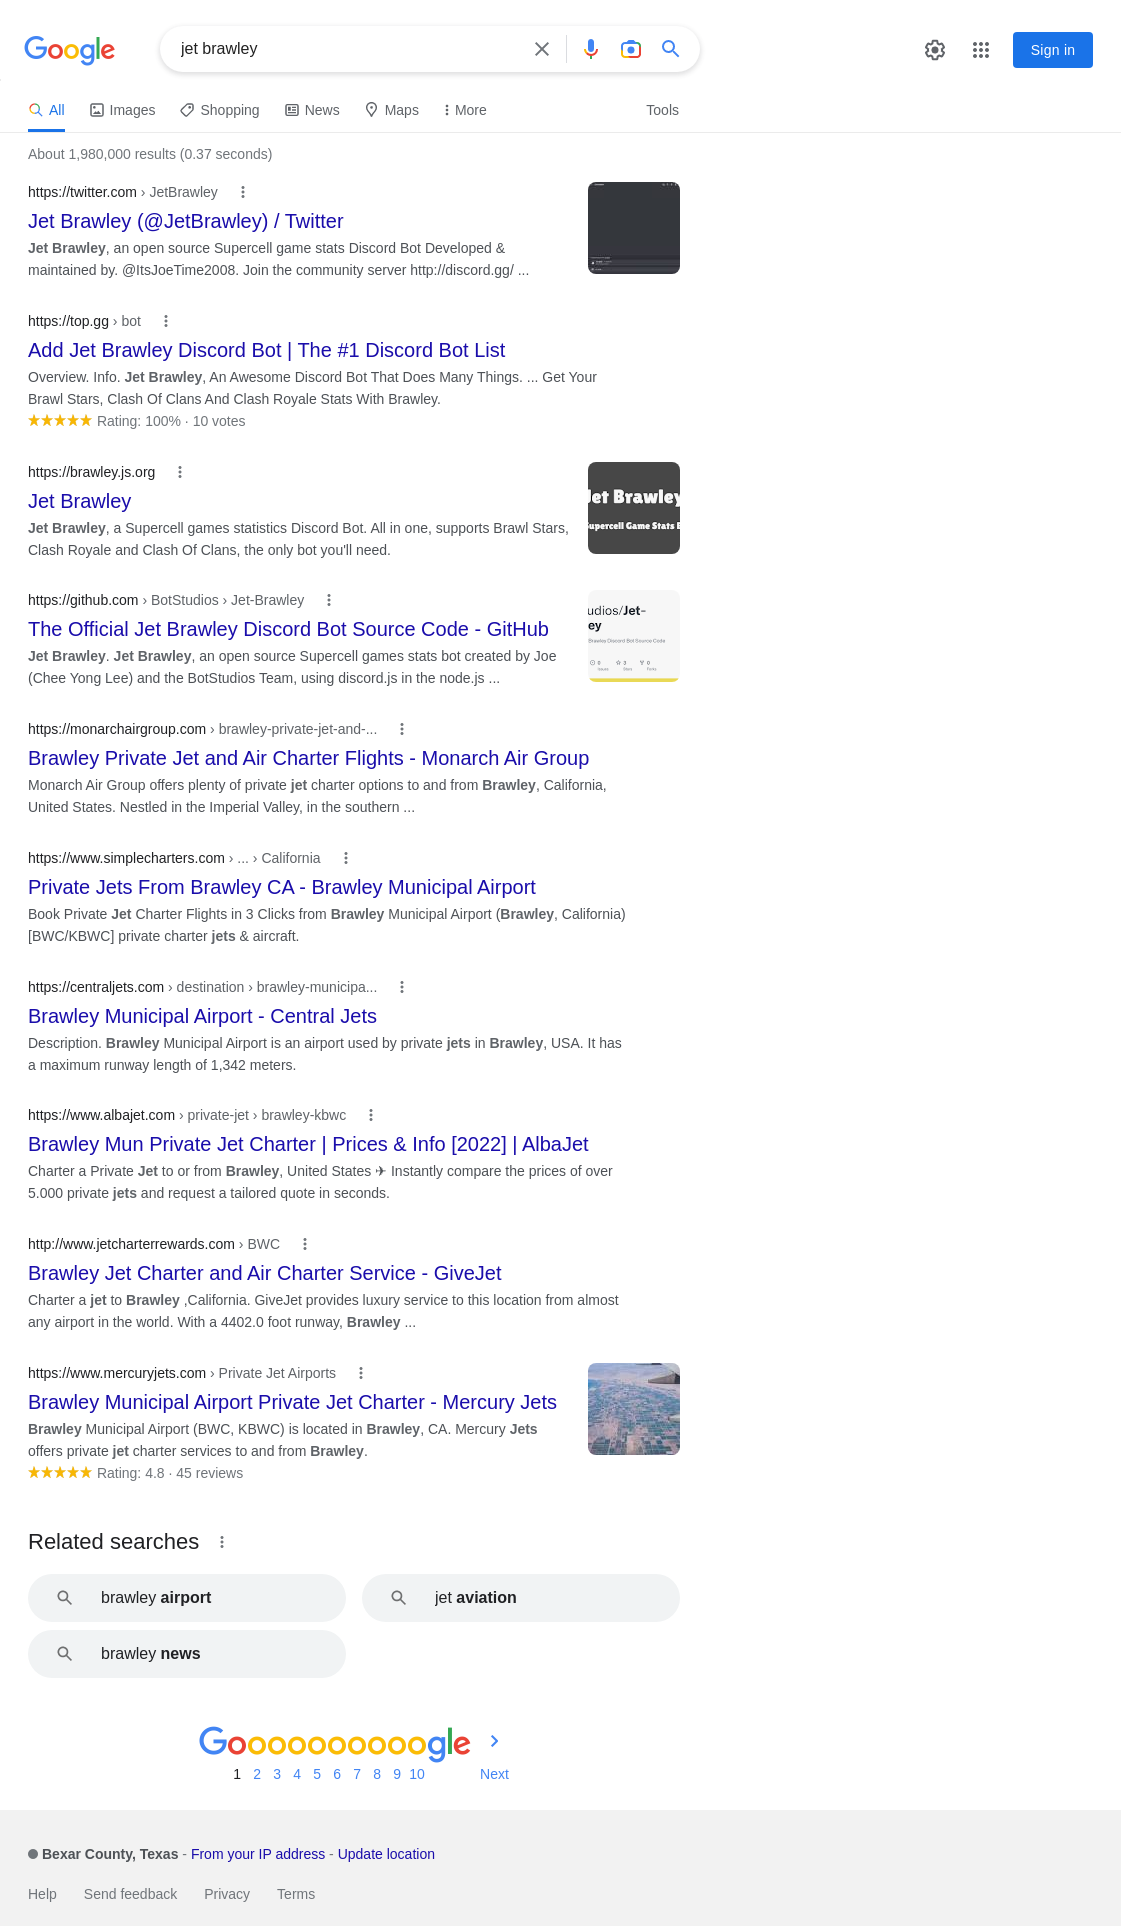 Google
jet brawley
Sign in
All
Images
Shopping
News
Maps
More
Tools
About 1,980,000 results (0.37 seconds)
https://twitter.com › JetBrawley
Jet Brawley (@JetBrawley) / Twitter
Jet Brawley, an open source Supercell game stats Discord Bot Developed &
maintained by. @ItsJoeTime2008. Join the community server http://discord.gg/ ...
https://top.gg › bot
Add Jet Brawley Discord Bot | The #1 Discord Bot List
Overview. Info. Jet Brawley, An Awesome Discord Bot That Does Many Things. ... Get Your
Brawl Stars, Clash Of Clans And Clash Royale Stats With Brawley.
Rating: 100% · 10 votes
https://brawley.js.org
Jet Brawley
Jet Brawley, a Supercell games statistics Discord Bot. All in one, supports Brawl Stars,
Clash Royale and Clash Of Clans, the only bot you'll need.
Jet Brawley
Supercell Game Stats
https://github.com › BotStudios › Jet-Brawley
The Official Jet Brawley Discord Bot Source Code - GitHub
Jet Brawley. Jet Brawley, an open source Supercell games stats bot created by Joe
(Chee Yong Lee) and the BotStudios Team, using discord.js in the node.js ...
udios/Jet-
ey
Brawley Discord Bot Source Code
https://monarchairgroup.com › brawley-private-jet-and-...
Brawley Private Jet and Air Charter Flights - Monarch Air Group
Monarch Air Group offers plenty of private jet charter options to and from Brawley, California,
United States. Nestled in the Imperial Valley, in the southern ...
https://www.simplecharters.com › ... › California
Private Jets From Brawley CA - Brawley Municipal Airport
Book Private Jet Charter Flights in 3 Clicks from Brawley Municipal Airport (Brawley, California)
[BWC/KBWC] private charter jets & aircraft.
https://centraljets.com › destination › brawley-municipa...
Brawley Municipal Airport - Central Jets
Description. Brawley Municipal Airport is an airport used by private jets in Brawley, USA. It has
a maximum runway length of 1,342 meters.
https://www.albajet.com › private-jet › brawley-kbwc
Brawley Mun Private Jet Charter | Prices & Info [2022] | AlbaJet
Charter a Private Jet to or from Brawley, United States ✈ Instantly compare the prices of over
5.000 private jets and request a tailored quote in seconds.
http://www.jetcharterrewards.com › BWC
Brawley Jet Charter and Air Charter Service - GiveJet
Charter a jet to Brawley ,California. GiveJet provides luxury service to this location from almost
any airport in the world. With a 4402.0 foot runway, Brawley ...
https://www.mercuryjets.com › Private Jet Airports
Brawley Municipal Airport Private Jet Charter - Mercury Jets
Brawley Municipal Airport (BWC, KBWC) is located in Brawley, CA. Mercury Jets
offers private jet charter services to and from Brawley.
Rating: 4.8 · 45 reviews
Related searches
brawley airport
jet aviation
brawley news
Goooooooooogle
1 2 3 4 5 6 7 8 9 10 Next
Bexar County, Texas - From your IP address - Update location
Help Send feedback Privacy Terms